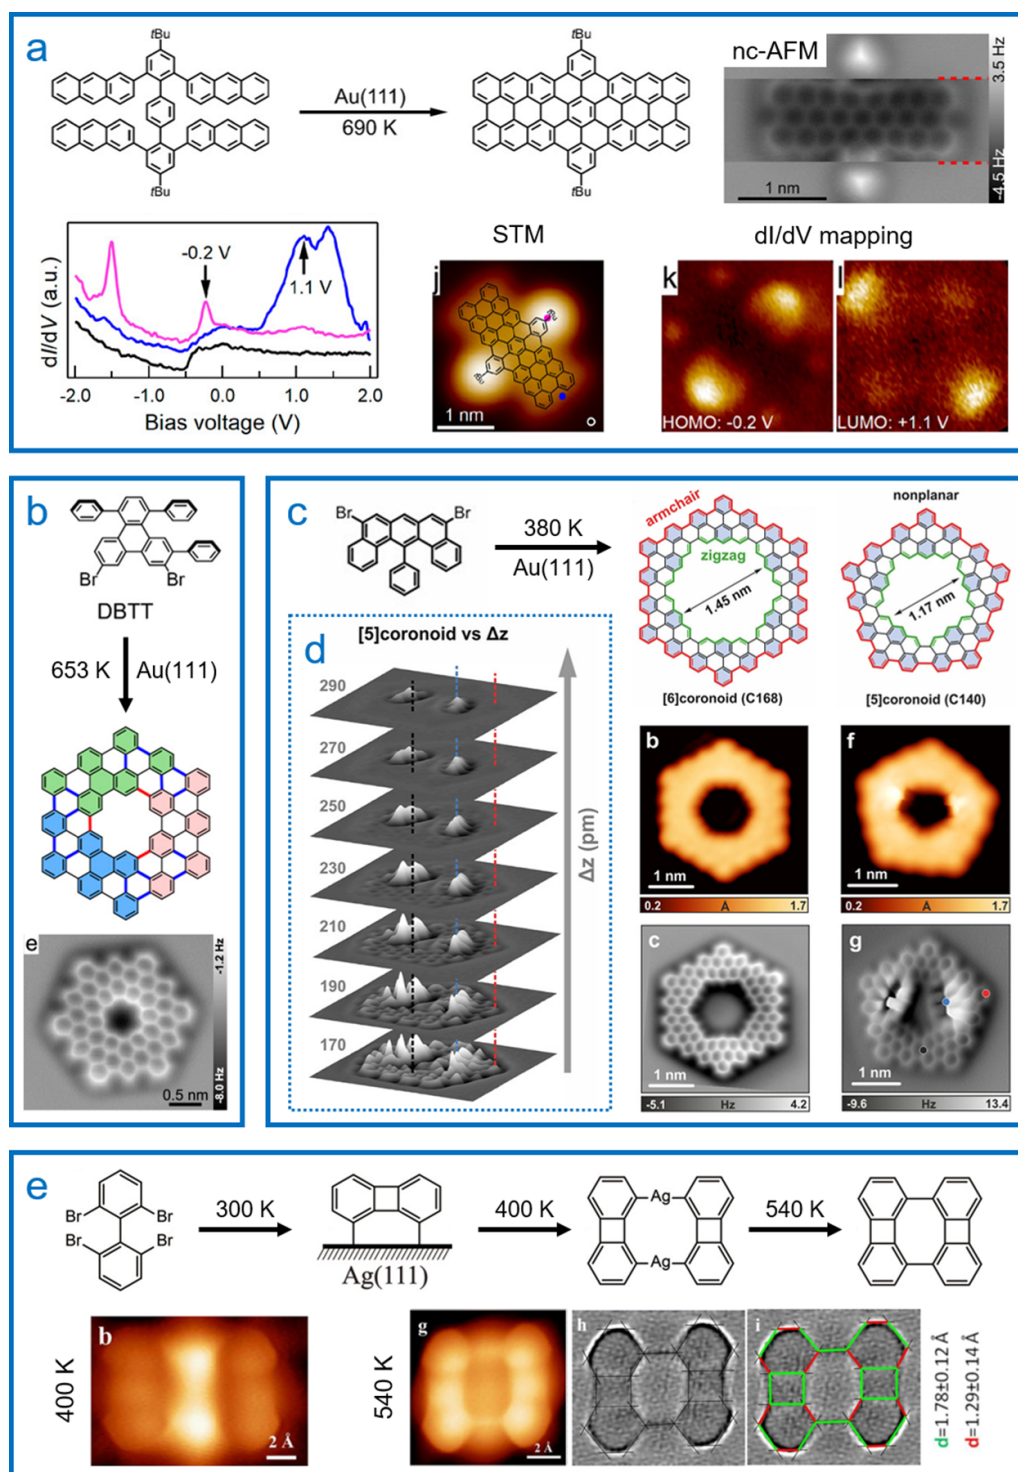 a
tBu
tBu
Au(111)
690 K
tBu
tBu
nc-AFM
1 nm
3.5 Hz
-4.5 Hz
dI/dV (a.u.)
-0.2 V
1.1 V
-2.0 -1.0 0.0 1.0 2.0
Bias voltage (V)
STM
j
tBu
1 nm
dI/dV mapping
k
HOMO: -0.2 V
l
LUMO: +1.1 V
b
Br
Br
DBTT
653 K
Au(111)
e
-1.2 Hz
-8.0 Hz
0.5 nm
c
Br
Br
380 K
Au(111)
armchair
zigzag
1.45 nm
[6]coronoid (C168)
nonplanar
1.17 nm
[5]coronoid (C140)
d
[5]coronoid vs Δz
290
270
250
230
210
190
170
Δz (pm)
b
1 nm
0.2 Å 1.7
f
1 nm
0.2 Å 1.7
c
1 nm
-5.1 Hz 4.2
g
1 nm
-9.6 Hz 13.4
e
Br
Br
Br
Br
300 K
Ag(111)
400 K
Ag
Ag
540 K
400 K
b
2 Å
540 K
g
2 Å
h
i
d=1.78±0.12 Å
d=1.29±0.14 Å